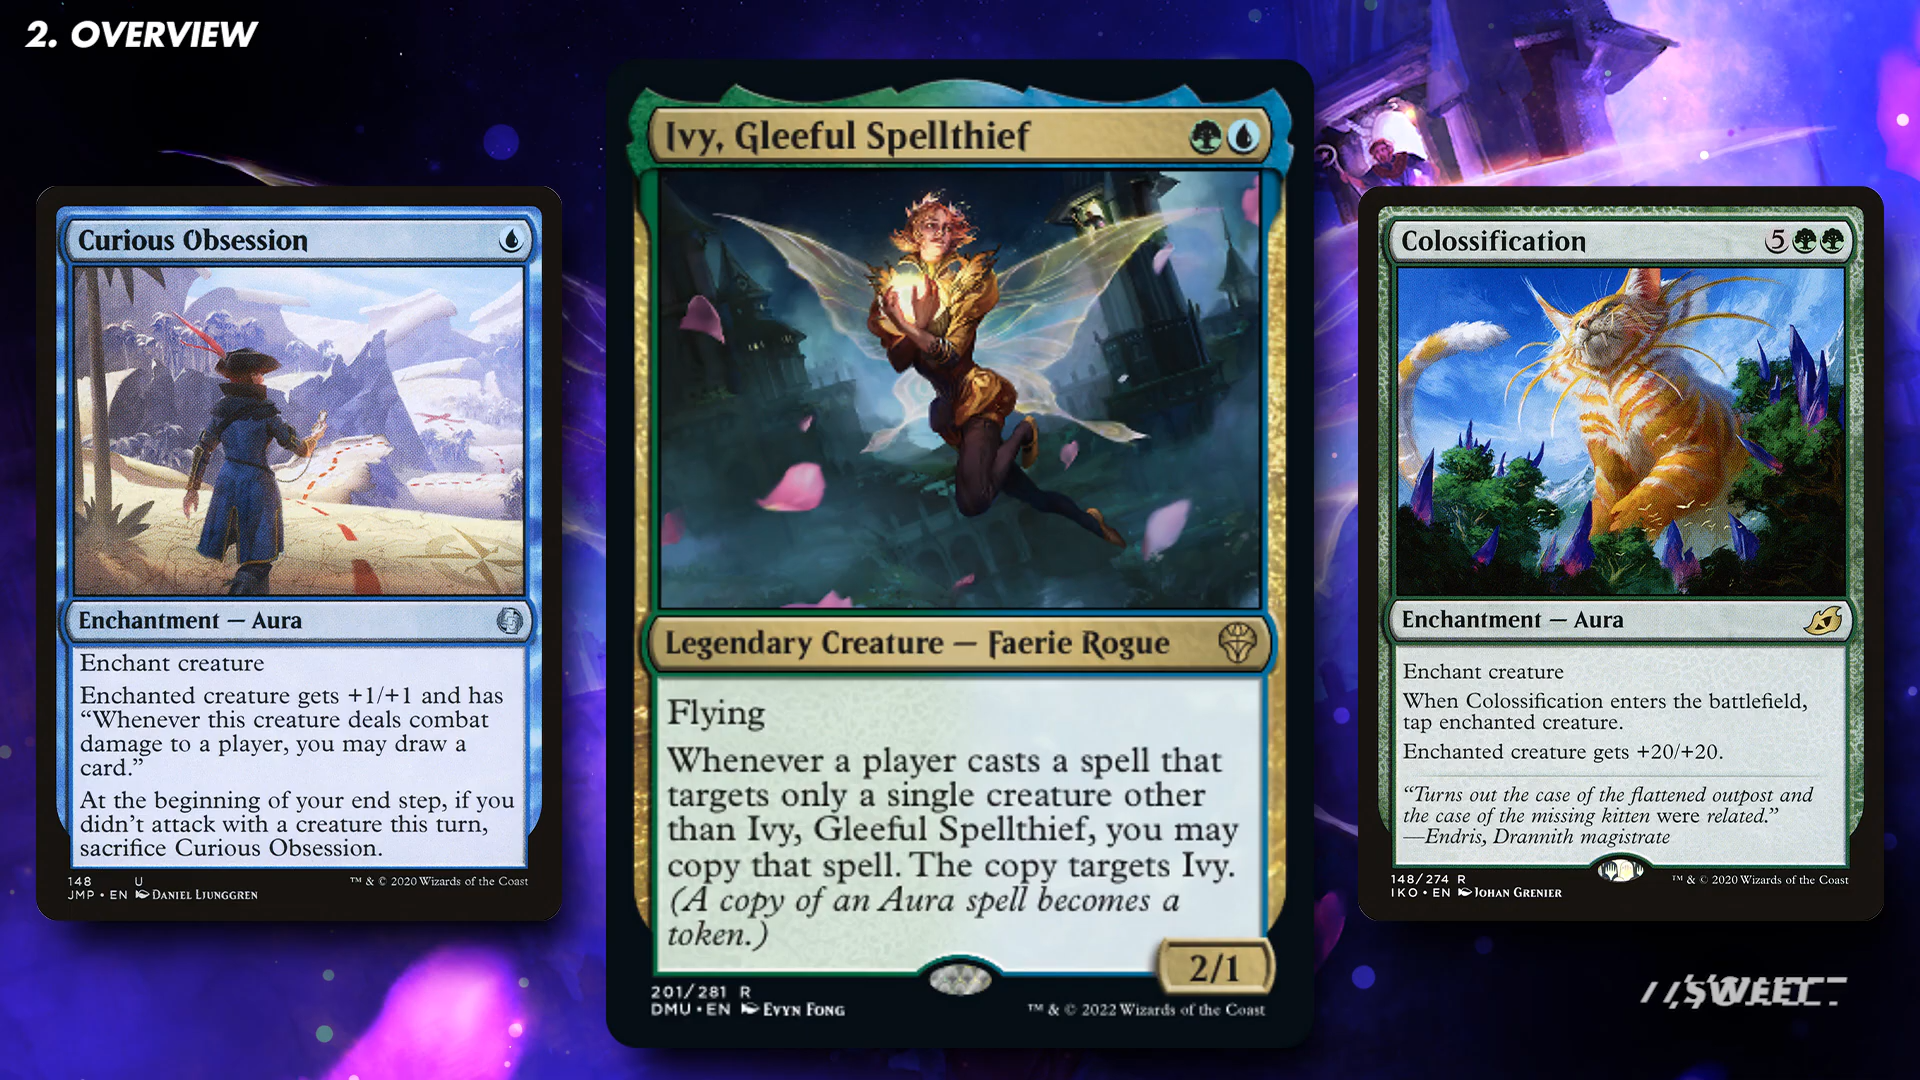 2. OVERVIEW
Curious Obsession
Enchantment — Aura
Enchant creature
Enchanted creature gets +1/+1 and has
“Whenever this creature deals combat
damage to a player, you may draw a
card.”
At the beginning of your end step, if you
didn’t attack with a creature this turn,
sacrifice Curious Obsession.
148 U
JMP • EN DANIEL LJUNGGREN
™ & © 2020 Wizards of the Coast
Ivy, Gleeful Spellthief
Legendary Creature — Faerie Rogue
Flying
Whenever a player casts a spell that
targets only a single creature other
than Ivy, Gleeful Spellthief, you may
copy that spell. The copy targets Ivy.
(A copy of an Aura spell becomes a
token.)
2/1
201/281 R
DMU • EN EVYN FONG
™ & © 2022 Wizards of the Coast
Colossification
5
Enchantment — Aura
Enchant creature
When Colossification enters the battlefield,
tap enchanted creature.
Enchanted creature gets +20/+20.
“Turns out the case of the flattened outpost and
the case of the missing kitten were related.”
—Endris, Drannith magistrate
148/274 R
IKO • EN JOHAN GRENIER
™ & © 2020 Wizards of the Coast